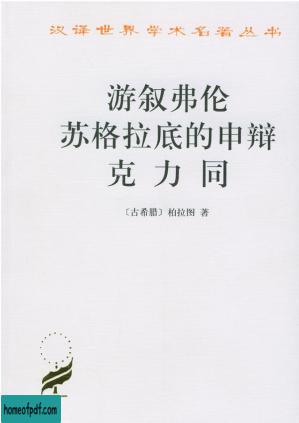 汉译世界学术名著丛书
游叙弗伦
苏格拉底的申辩
克力同
〔古希腊〕柏拉图 著
homeofpdf.com